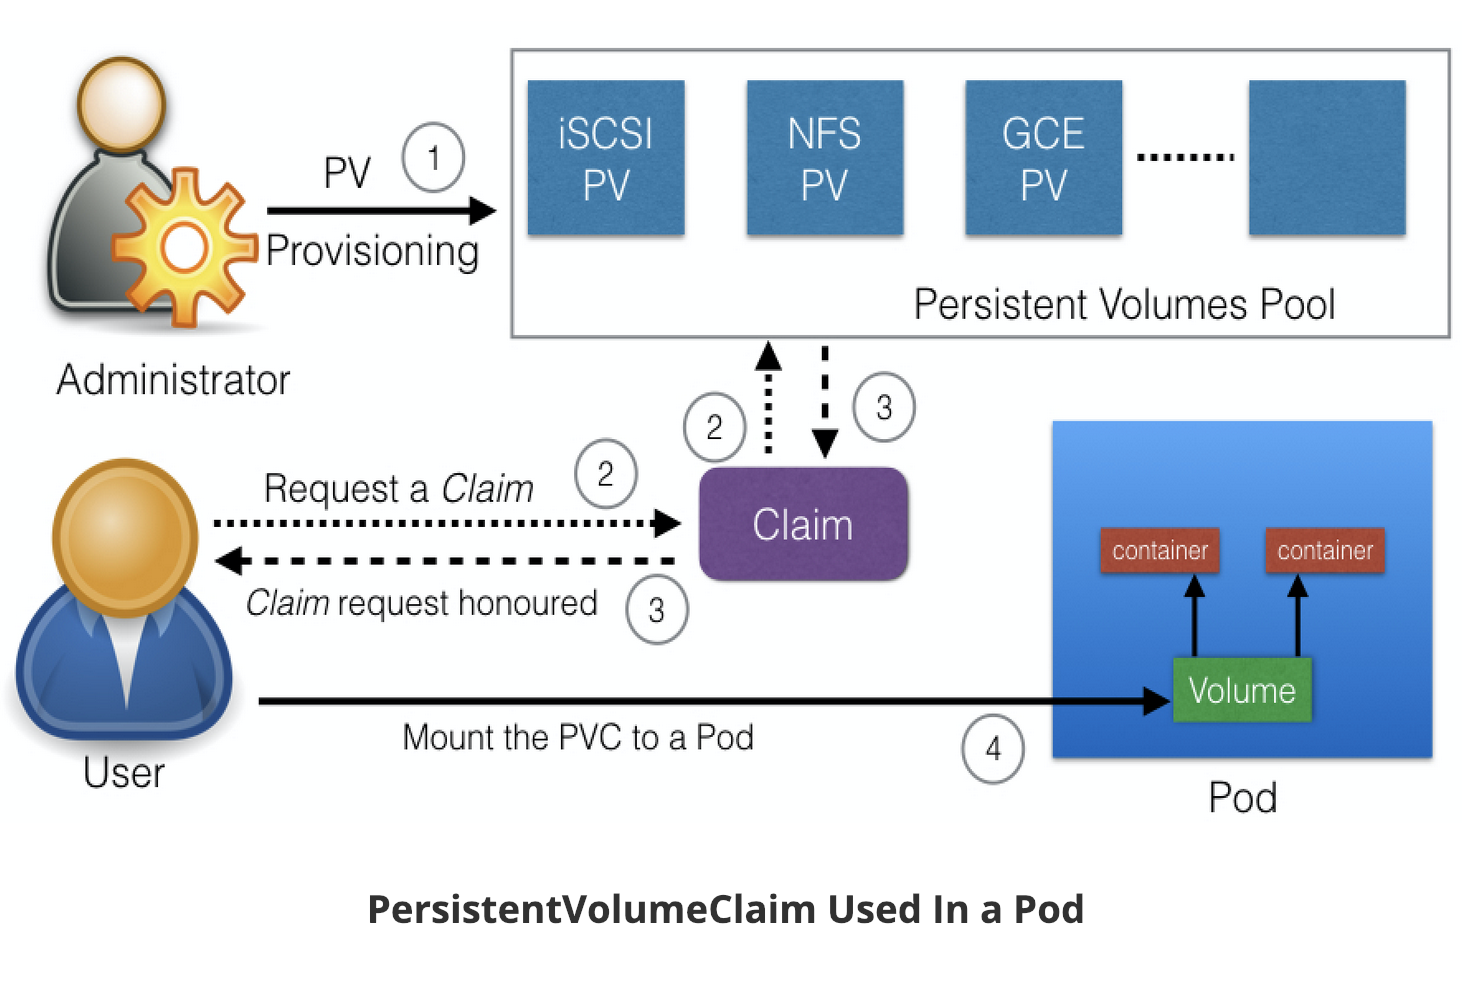 PV
1
Provisioning
Administrator
iSCSI
PV
NFS
PV
GCE
PV
Persistent Volumes Pool
2
3
Request a Claim
2
Claim
Claim request honoured
3
User
Mount the PVC to a Pod
4
container
container
Volume
Pod
PersistentVolumeClaim Used In a Pod